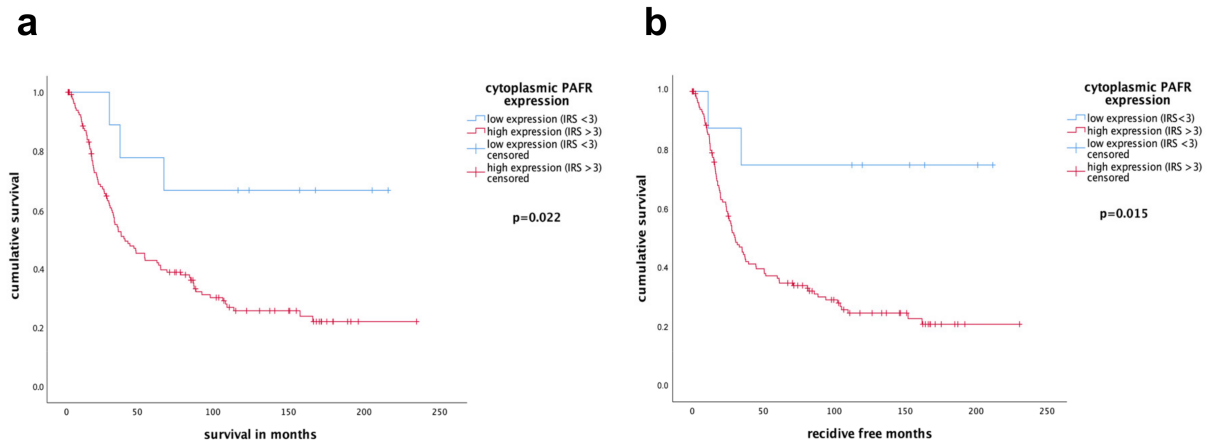 a
cytoplasmic PAFR
expression
low expression (IRS <3)
high expression (IRS >3)
low expression (IRS <3)
censored
high expression (IRS >3)
censored
p=0.022
cumulative survival
1.0
0.8
0.6
0.4
0.2
0.0
0 50 100 150 200 250
survival in months
b
cytoplasmic PAFR
expression
low expression (IRS<3)
high expression (IRS >3)
low expression (IRS <3)
censored
high expression (IRS >3)
censored
p=0.015
cumulative survival
1.0
0.8
0.6
0.4
0.2
0.0
0 50 100 150 200 250
recidive free months